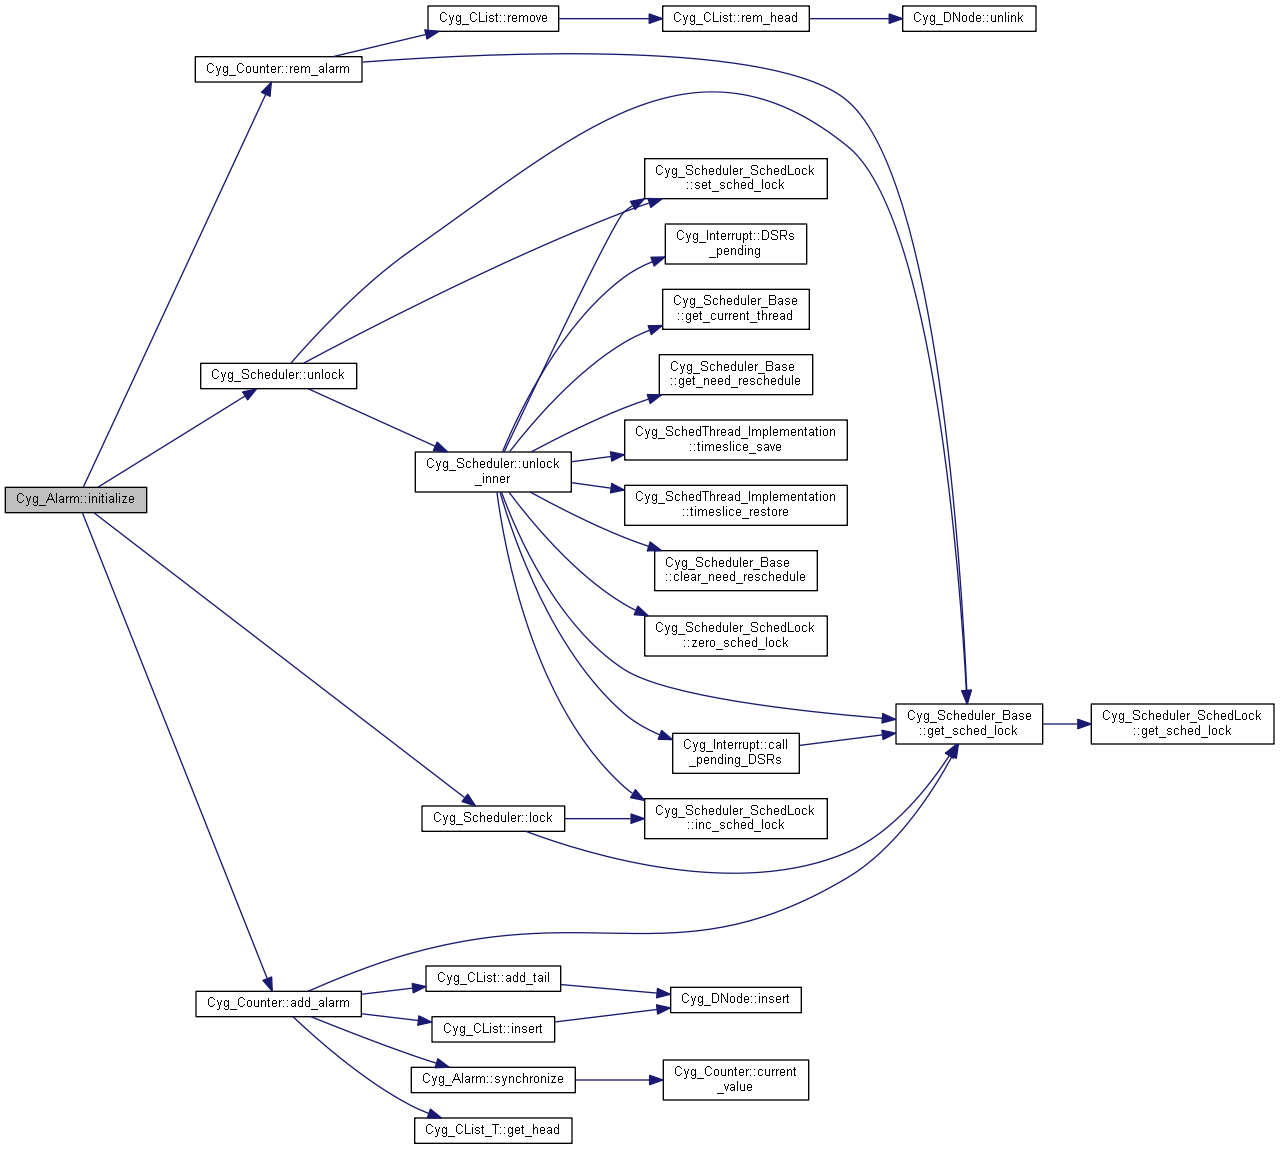 Cyg_CList::remove
Cyg_CList::rem_head
Cyg_DNode::unlink
Cyg_Counter::rem_alarm
Cyg_Scheduler_SchedLock
::set_sched_lock
Cyg_Interrupt::DSRs
_pending
Cyg_Scheduler_Base
::get_current_thread
Cyg_Scheduler::unlock
Cyg_Scheduler_Base
::get_need_reschedule
Cyg_SchedThread_Implementation
::timeslice_save
Cyg_Scheduler::unlock
_inner
Cyg_Alarm::initialize
Cyg_SchedThread_Implementation
::timeslice_restore
Cyg_Scheduler_Base
::clear_need_reschedule
Cyg_Scheduler_SchedLock
::zero_sched_lock
Cyg_Scheduler_Base
::get_sched_lock
Cyg_Scheduler_SchedLock
::get_sched_lock
Cyg_Interrupt::call
_pending_DSRs
Cyg_Scheduler::lock
Cyg_Scheduler_SchedLock
::inc_sched_lock
Cyg_Counter::add_alarm
Cyg_CList::add_tail
Cyg_DNode::insert
Cyg_CList::insert
Cyg_Alarm::synchronize
Cyg_Counter::current
_value
Cyg_CList_T::get_head